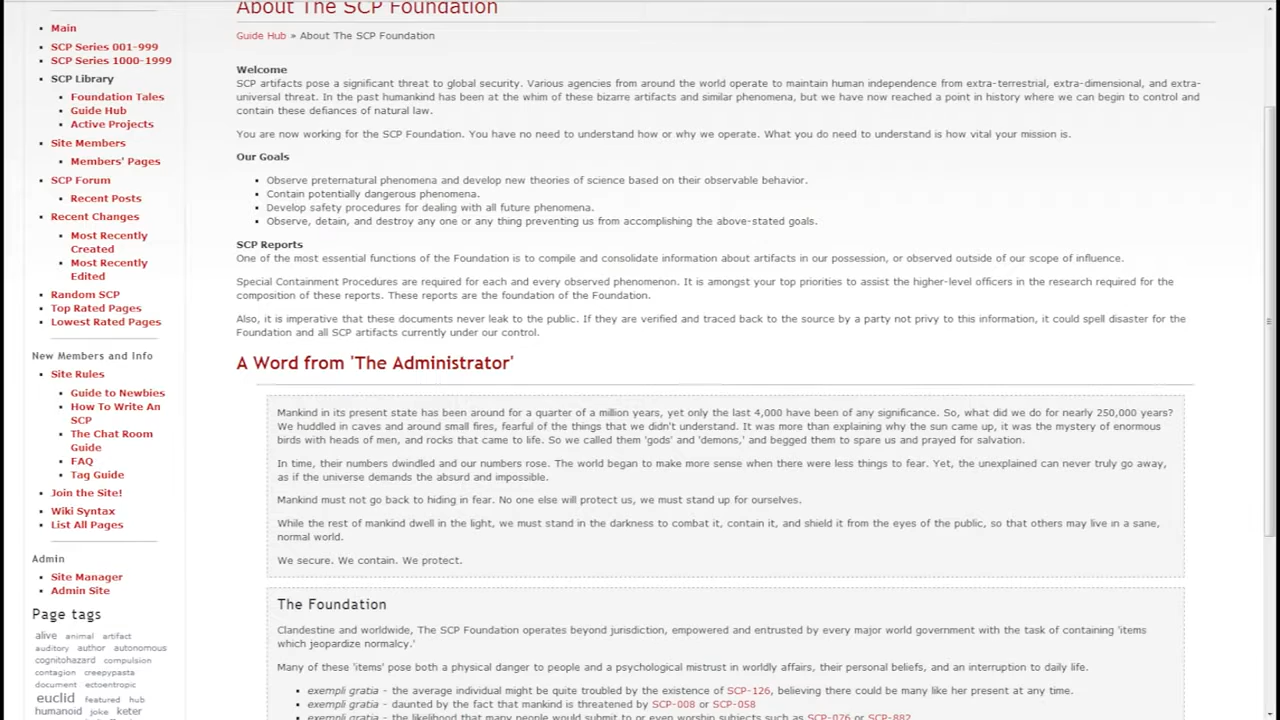 About The SCP Foundation
Guide Hub » About The SCP Foundation
Main
SCP Series 001-999
SCP Series 1000-1999
SCP Library
Foundation Tales
Guide Hub
Active Projects
Site Members
Members' Pages
SCP Forum
Recent Posts
Recent Changes
Most Recently
Created
Most Recently
Edited
Random SCP
Top Rated Pages
Lowest Rated Pages
New Members and Info
Site Rules
Guide to Newbies
How To Write An
SCP
The Chat Room
Guide
FAQ
Tag Guide
Join the Site!
Wiki Syntax
List All Pages
Admin
Site Manager
Admin Site
Page tags
alive animal artifact
auditory author autonomous
cognitohazard compulsion
contagion creepypasta
document ectoentropic
euclid featured hub
humanoid joke keter
Welcome
SCP artifacts pose a significant threat to global security. Various agencies from around the world operate to maintain human independence from extra-terrestrial, extra-dimensional, and extra-
universal threat. In the past humankind has been at the whim of these bizarre artifacts and similar phenomena, but we have now reached a point in history where we can begin to control and
contain these defiances of natural law.
You are now working for the SCP Foundation. You have no need to understand how or why we operate. What you do need to understand is how vital your mission is.
Our Goals
Observe preternatural phenomena and develop new theories of science based on their observable behavior.
Contain potentially dangerous phenomena.
Develop safety procedures for dealing with all future phenomena.
Observe, detain, and destroy any one or any thing preventing us from accomplishing the above-stated goals.
SCP Reports
One of the most essential functions of the Foundation is to compile and consolidate information about artifacts in our possession, or observed outside of our scope of influence.
Special Containment Procedures are required for each and every observed phenomenon. It is amongst your top priorities to assist the higher-level officers in the research required for the
composition of these reports. These reports are the foundation of the Foundation.
Also, it is imperative that these documents never leak to the public. If they are verified and traced back to the source by a party not privy to this information, it could spell disaster for the
Foundation and all SCP artifacts currently under our control.
A Word from 'The Administrator'
Mankind in its present state has been around for a quarter of a million years, yet only the last 4,000 have been of any significance. So, what did we do for nearly 250,000 years?
We huddled in caves and around small fires, fearful of the things that we didn't understand. It was more than explaining why the sun came up, it was the mystery of enormous
birds with heads of men, and rocks that came to life. So we called them 'gods' and 'demons,' and begged them to spare us and prayed for salvation.
In time, their numbers dwindled and our numbers rose. The world began to make more sense when there were less things to fear. Yet, the unexplained can never truly go away,
as if the universe demands the absurd and impossible.
Mankind must not go back to hiding in fear. No one else will protect us, we must stand up for ourselves.
While the rest of mankind dwell in the light, we must stand in the darkness to combat it, contain it, and shield it from the eyes of the public, so that others may live in a sane,
normal world.
We secure. We contain. We protect.
The Foundation
Clandestine and worldwide, The SCP Foundation operates beyond jurisdiction, empowered and entrusted by every major world government with the task of containing 'items
which jeopardize normalcy.'
Many of these 'items' pose both a physical danger to people and a psychological mistrust in worldly affairs, their personal beliefs, and an interruption to daily life.
exempli gratia - the average individual might be quite troubled by the existence of SCP-126, believing there could be many like her present at any time.
exempli gratia - daunted by the fact that mankind is threatened by SCP-008 or SCP-058
exempli gratia - the likelihood that many people would submit to or even worship subjects such as SCP-076 or SCP-882